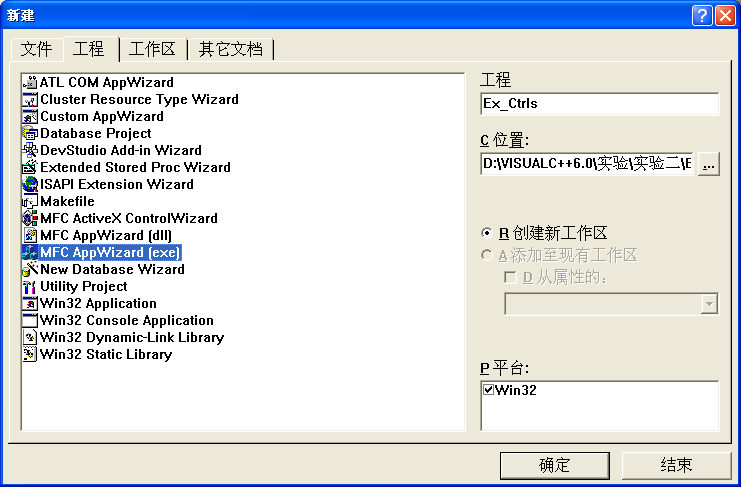 新建
文件 工程 工作区 其它文档
ATL COM AppWizard
Cluster Resource Type Wizard
Custom AppWizard
Database Project
DevStudio Add-in Wizard
Extended Stored Proc Wizard
ISAPI Extension Wizard
Makefile
MFC ActiveX ControlWizard
MFC AppWizard (dll)
MFC AppWizard (exe)
New Database Wizard
Utility Project
Win32 Application
Win32 Console Application
Win32 Dynamic-Link Library
Win32 Static Library
工程
Ex_Ctrls
C 位置:
D:\VISUALC++6.0\实验\实验二\E
...
R 创建新工作区
A 添加至现有工作区
D 从属性的:
P 平台:
Win32
确定 结束